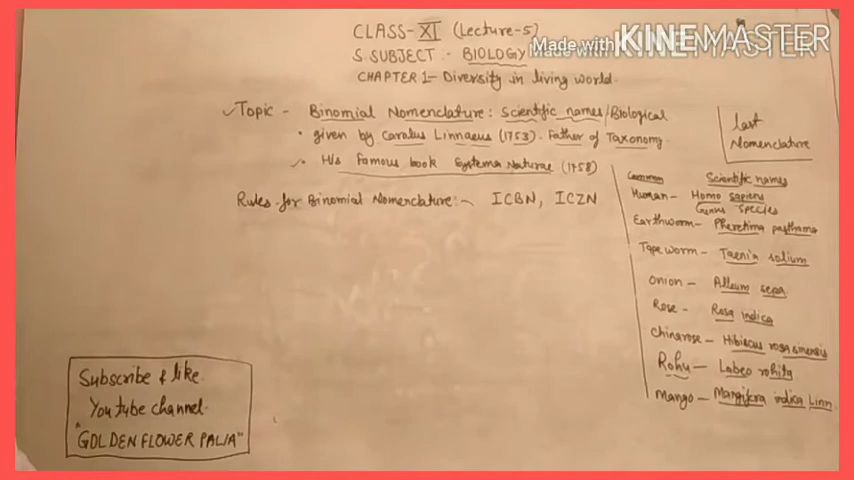 CLASS-XI (Lecture-5)
S SUBJECT :- BIOLOGY
CHAPTER 1- Diversity in living world.
Made with KINEMASTER
Topic - Binomial Nomenclature: Scientific names/Biological
• given by Carolus Linnaeus (1753). Father of Taxonomy
His Famous book Systema Naturae (1758)
Rules for Binomial Nomenclature:- ICBN, ICZN
last
Nomenclature
Common Scientific names
Human- Homo sapiens
Genus Species
Earthworm- Pheretima posthuma
Tape worm- Taenia solium
Onion- Alleum sepa
Rose- Rosa indica
Chinarose- Hibiscus rosasinensis
Rohu- Labeo rohita
Mango- Mangifera indica Linn
Subscribe & like
Youtube channel.
"GOLDEN FLOWER PALIA"